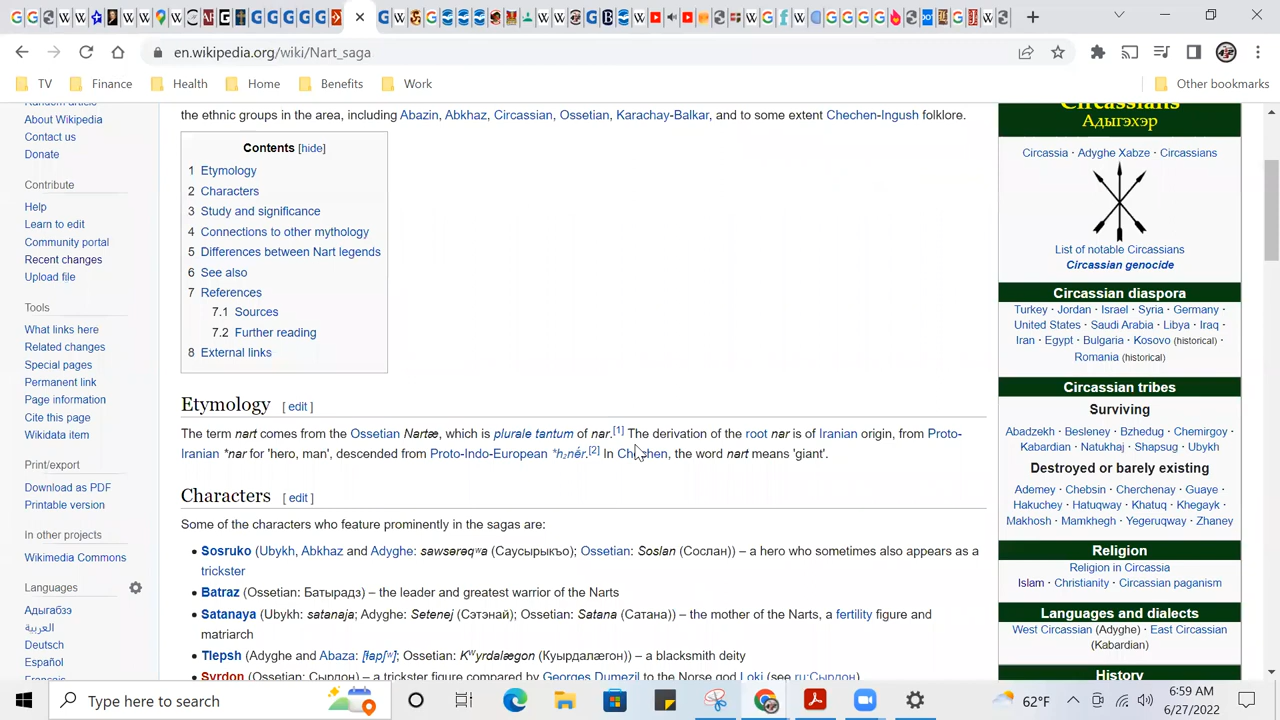 en.wikipedia.org/wiki/Nart_saga
TV
Finance
Health
Home
Benefits
Work
Other bookmarks
Random article
About Wikipedia
Contact us
Donate
Contribute
Help
Learn to edit
Community portal
Recent changes
Upload file
Tools
What links here
Related changes
Special pages
Permanent link
Page information
Cite this page
Wikidata item
Print/export
Download as PDF
Printable version
In other projects
Wikimedia Commons
Languages
Адыгабзэ
العربية
Deutsch
Español
the ethnic groups in the area, including Abazin, Abkhaz, Circassian, Ossetian, Karachay-Balkar, and to some extent Chechen-Ingush folklore.
Contents [hide]
1 Etymology
2 Characters
3 Study and significance
4 Connections to other mythology
5 Differences between Nart legends
6 See also
7 References
7.1 Sources
7.2 Further reading
8 External links
Etymology [ edit ]
The term nart comes from the Ossetian Nartæ, which is plurale tantum of nar.[1] The derivation of the root nar is of Iranian origin, from Proto-
Iranian *nar for 'hero, man', descended from Proto-Indo-European *h₂nḗr.[2] In Chechen, the word nart means 'giant'.
Characters [ edit ]
Some of the characters who feature prominently in the sagas are:
• Sosruko (Ubykh, Abkhaz and Adyghe: sawsərəqʷa (Саусырыкъо); Ossetian: Soslan (Сослан)) – a hero who sometimes also appears as a
trickster
• Batraz (Ossetian: Батырадз) – the leader and greatest warrior of the Narts
• Satanaya (Ubykh: satanaja; Adyghe: Setenej (Сэтэнай); Ossetian: Satana (Сатана)) – the mother of the Narts, a fertility figure and
matriarch
• Tlepsh (Adyghe and Abaza: [ɬapʃʷ]; Ossetian: Kʷyrdalægon (Куырдалæгон)) – a blacksmith deity
• Syrdon (Ossetian: Сырдон) – a trickster figure compared by Georges Dumezil to the Norse god Loki (see ru:Сырдон)
Circassians
Адыгэхэр
Circassia · Adyghe Xabze · Circassians
List of notable Circassians
Circassian genocide
Circassian diaspora
Turkey · Jordan · Israel · Syria · Germany ·
United States · Saudi Arabia · Libya · Iraq ·
Iran · Egypt · Bulgaria · Kosovo (historical) ·
Romania (historical)
Circassian tribes
Surviving
Abadzekh · Besleney · Bzhedug · Chemirgoy ·
Kabardian · Natukhaj · Shapsug · Ubykh
Destroyed or barely existing
Ademey · Chebsin · Cherchenay · Guaye ·
Hakuchey · Hatuqway · Khatuq · Khegayk ·
Makhosh · Mamkhegh · Yegeruqway · Zhaney
Religion
Religion in Circassia
Islam · Christianity · Circassian paganism
Languages and dialects
West Circassian (Adyghe) · East Circassian
(Kabardian)
History
Type here to search
62°F
6:59 AM
6/27/2022